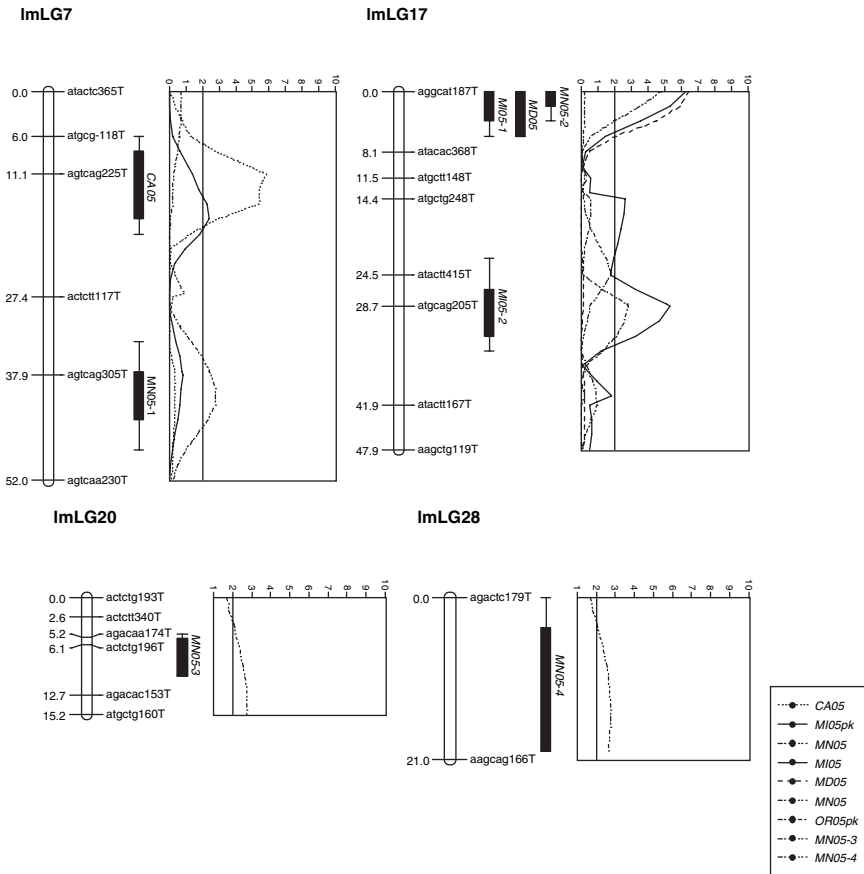 lmLG7
0 1 2 3 4 5 6 7 8 9 10
0.0 atactc365T
6.0 atgcg-118T
11.1 agtcag225T
27.4 actctt117T
37.9 agtcag305T
52.0 agtcaa230T
CA05
MN05-1
lmLG17
0 1 2 3 4 5 6 7 8 9 10
0.0 aggcat187T
8.1 atacac368T
11.5 atgctt148T
14.4 atgctg248T
24.5 atactt415T
28.7 atgcag205T
41.9 atactt167T
47.9 aagctg119T
MI05-1
MD05
MN05-2
MI05-2
lmLG20
1 2 3 4 5 6 7 8 9 10
0.0 actctg193T
2.6 actctt340T
5.2 agacaa174T
6.1 actctg196T
12.7 agacac153T
15.2 atgctg160T
MN05-3
lmLG28
1 2 3 4 5 6 7 8 9 10
0.0 agactc179T
21.0 aagcag166T
MN05-4
CA05
MI05pk
MN05
MI05
MD05
MN05
OR05pk
MN05-3
MN05-4